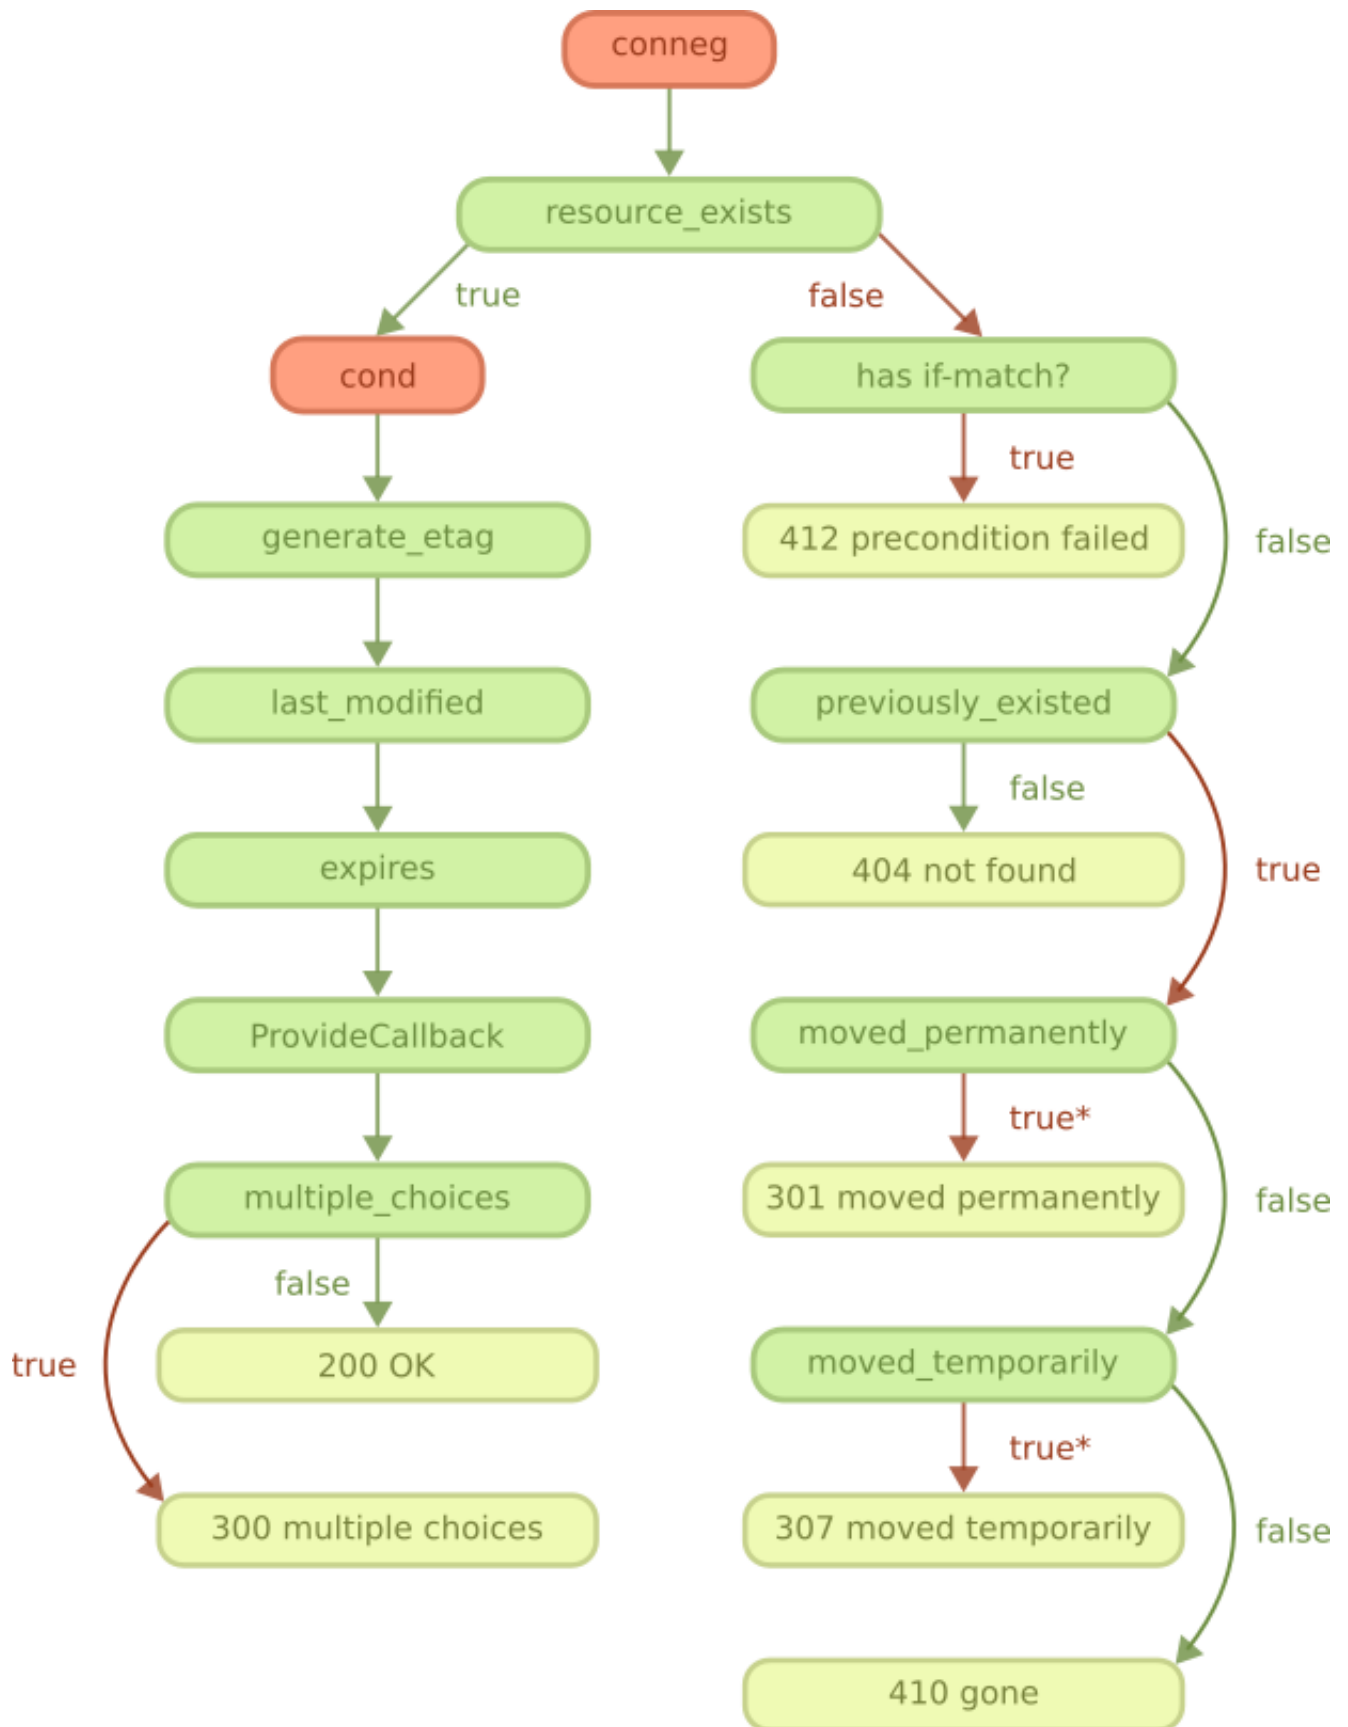 conneg
resource_exists
true
false
cond
has if-match?
true
generate_etag
412 precondition failed
false
last_modified
previously_existed
false
expires
404 not found
true
ProvideCallback
moved_permanently
true*
multiple_choices
301 moved permanently
false
false
true
200 OK
moved_temporarily
true*
300 multiple choices
307 moved temporarily
false
410 gone